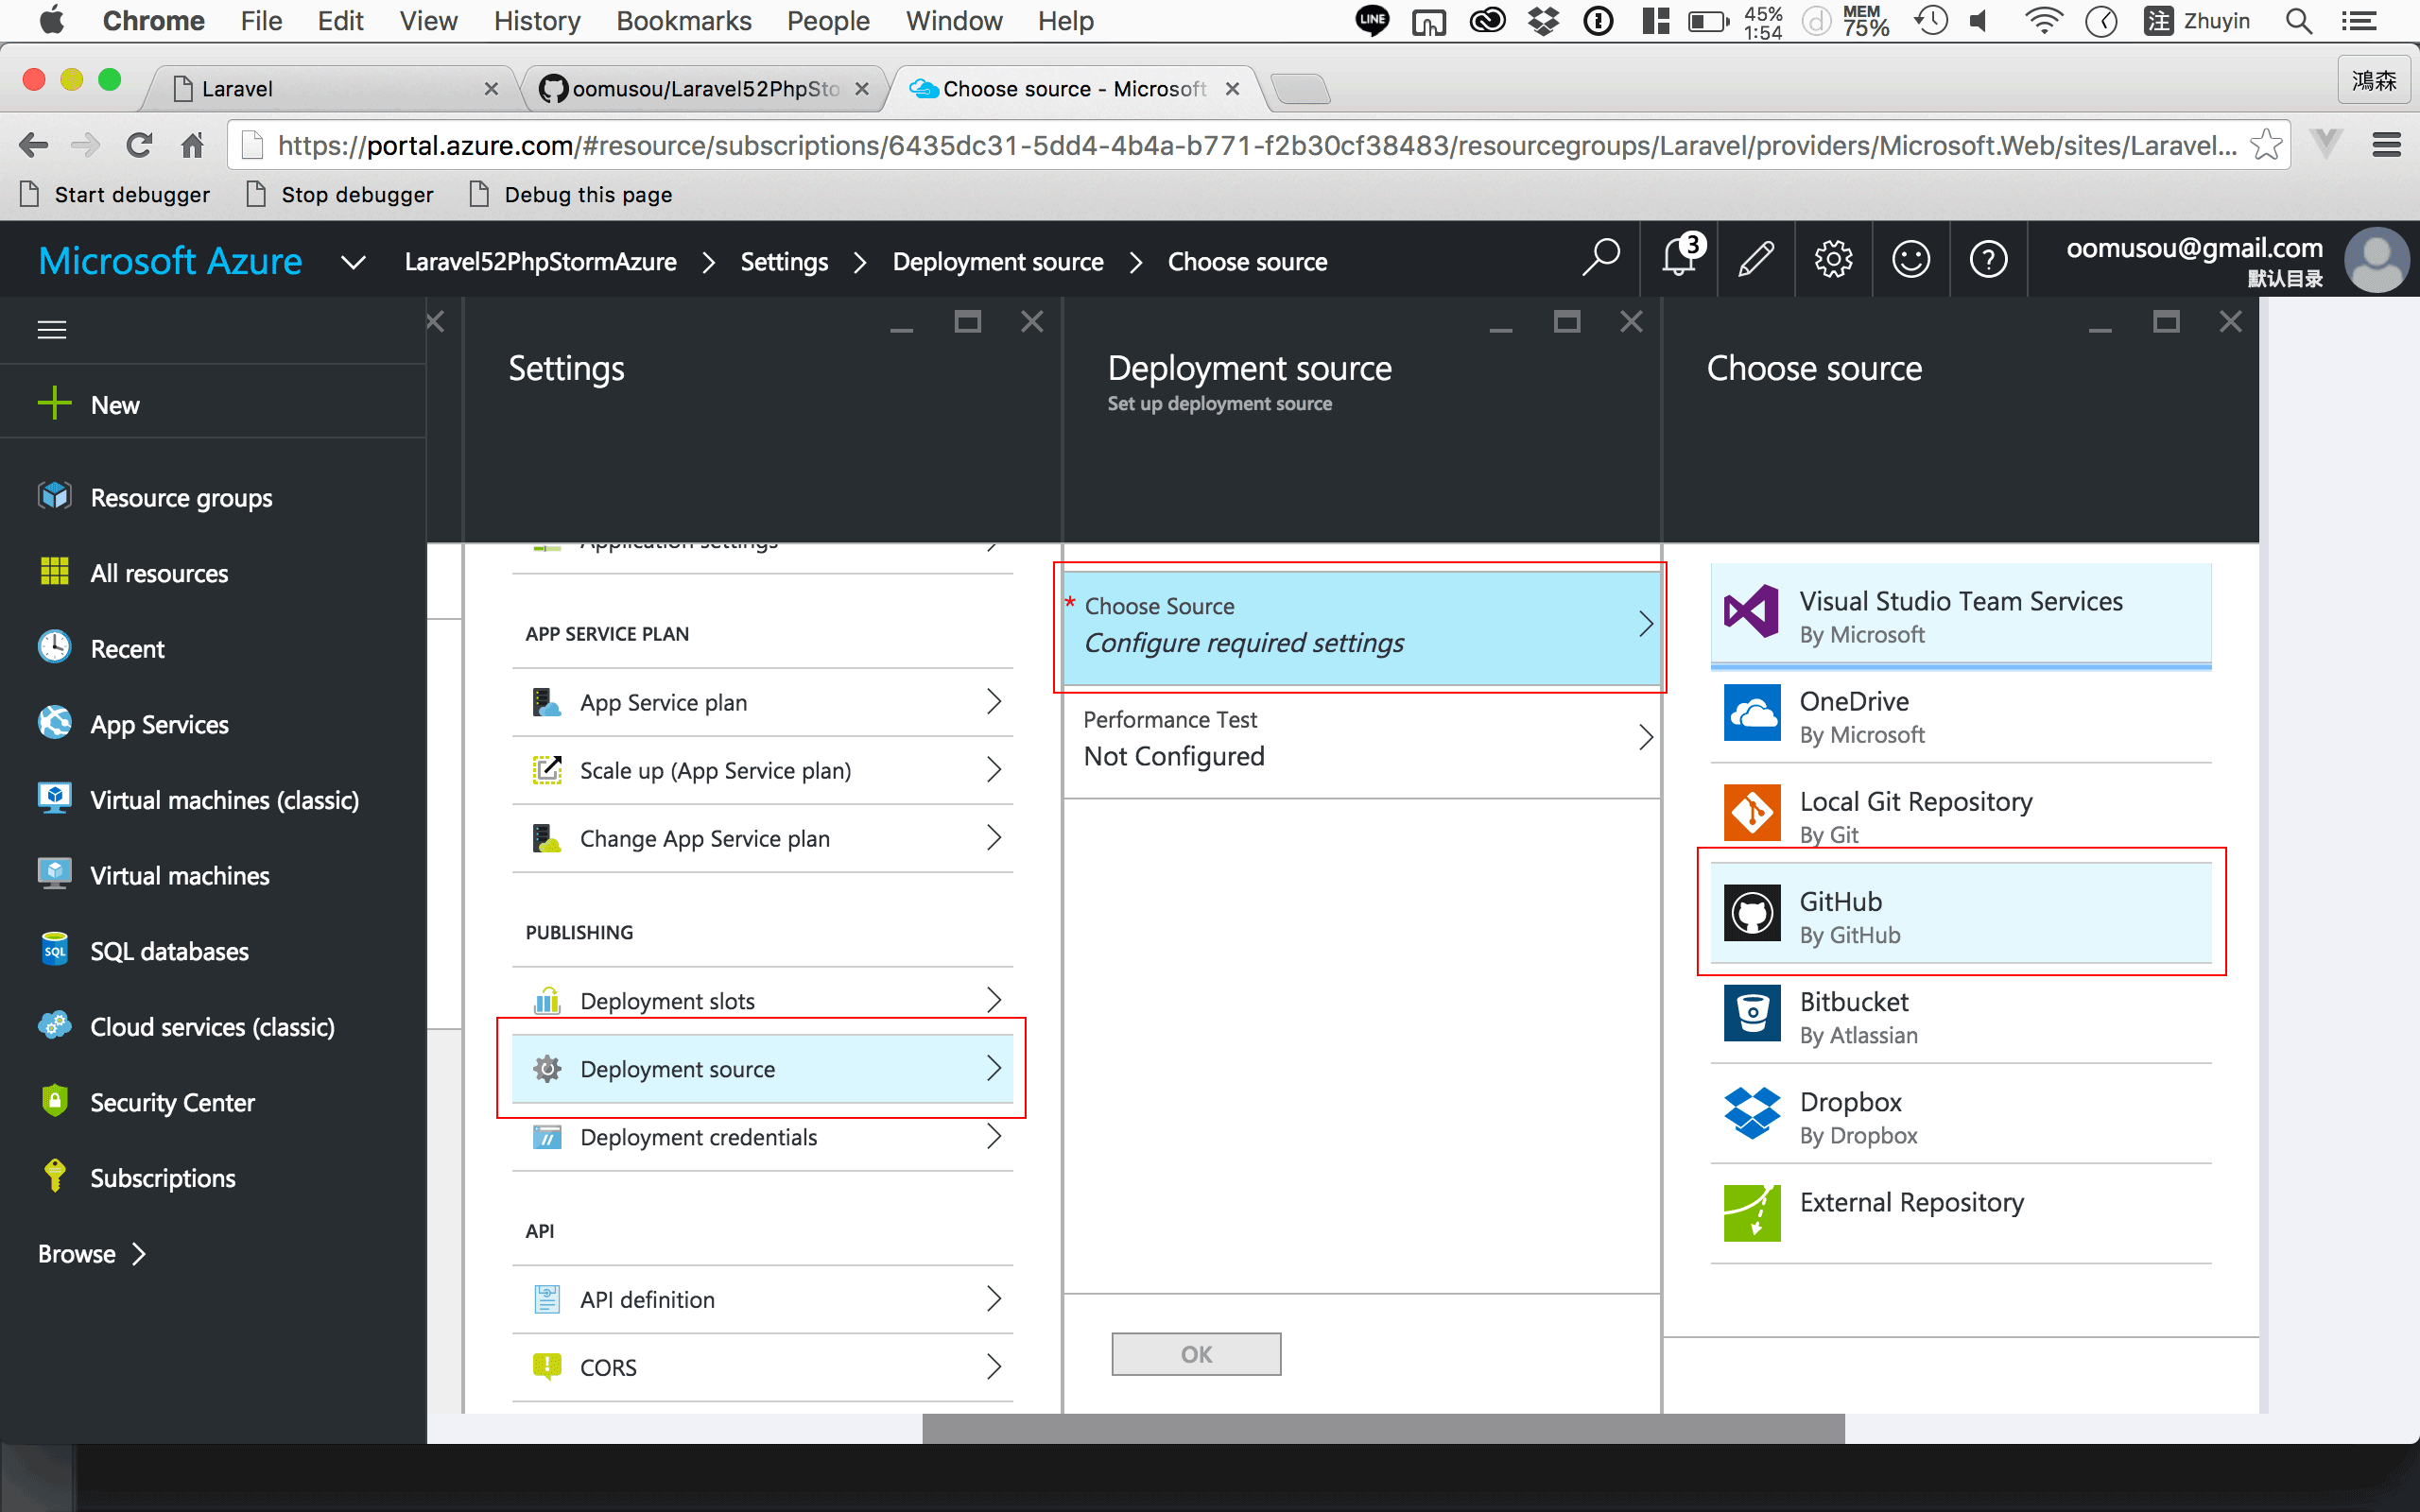 Chrome File Edit View History Bookmarks People Window Help
LINE
45%
1:54
MEM
75%
注 Zhuyin
Laravel
oomusou/Laravel52PhpSto
Choose source - Microsoft
鴻森
https://portal.azure.com/#resource/subscriptions/6435dc31-5dd4-4b4a-b771-f2b30cf38483/resourcegroups/Laravel/providers/Microsoft.Web/sites/Laravel...
Start debugger
Stop debugger
Debug this page
Microsoft Azure
Laravel52PhpStormAzure > Settings > Deployment source > Choose source
3
oomusou@gmail.com
默认目录
New
Resource groups
All resources
Recent
App Services
Virtual machines (classic)
Virtual machines
SQL
SQL databases
Cloud services (classic)
Security Center
Subscriptions
Browse
Settings
Application settings
APP SERVICE PLAN
App Service plan
Scale up (App Service plan)
Change App Service plan
PUBLISHING
Deployment slots
Deployment source
Deployment credentials
API
API definition
CORS
Deployment source
Set up deployment source
* Choose Source
Configure required settings
Performance Test
Not Configured
OK
Choose source
Visual Studio Team Services
By Microsoft
OneDrive
By Microsoft
Local Git Repository
By Git
GitHub
By GitHub
Bitbucket
By Atlassian
Dropbox
By Dropbox
External Repository